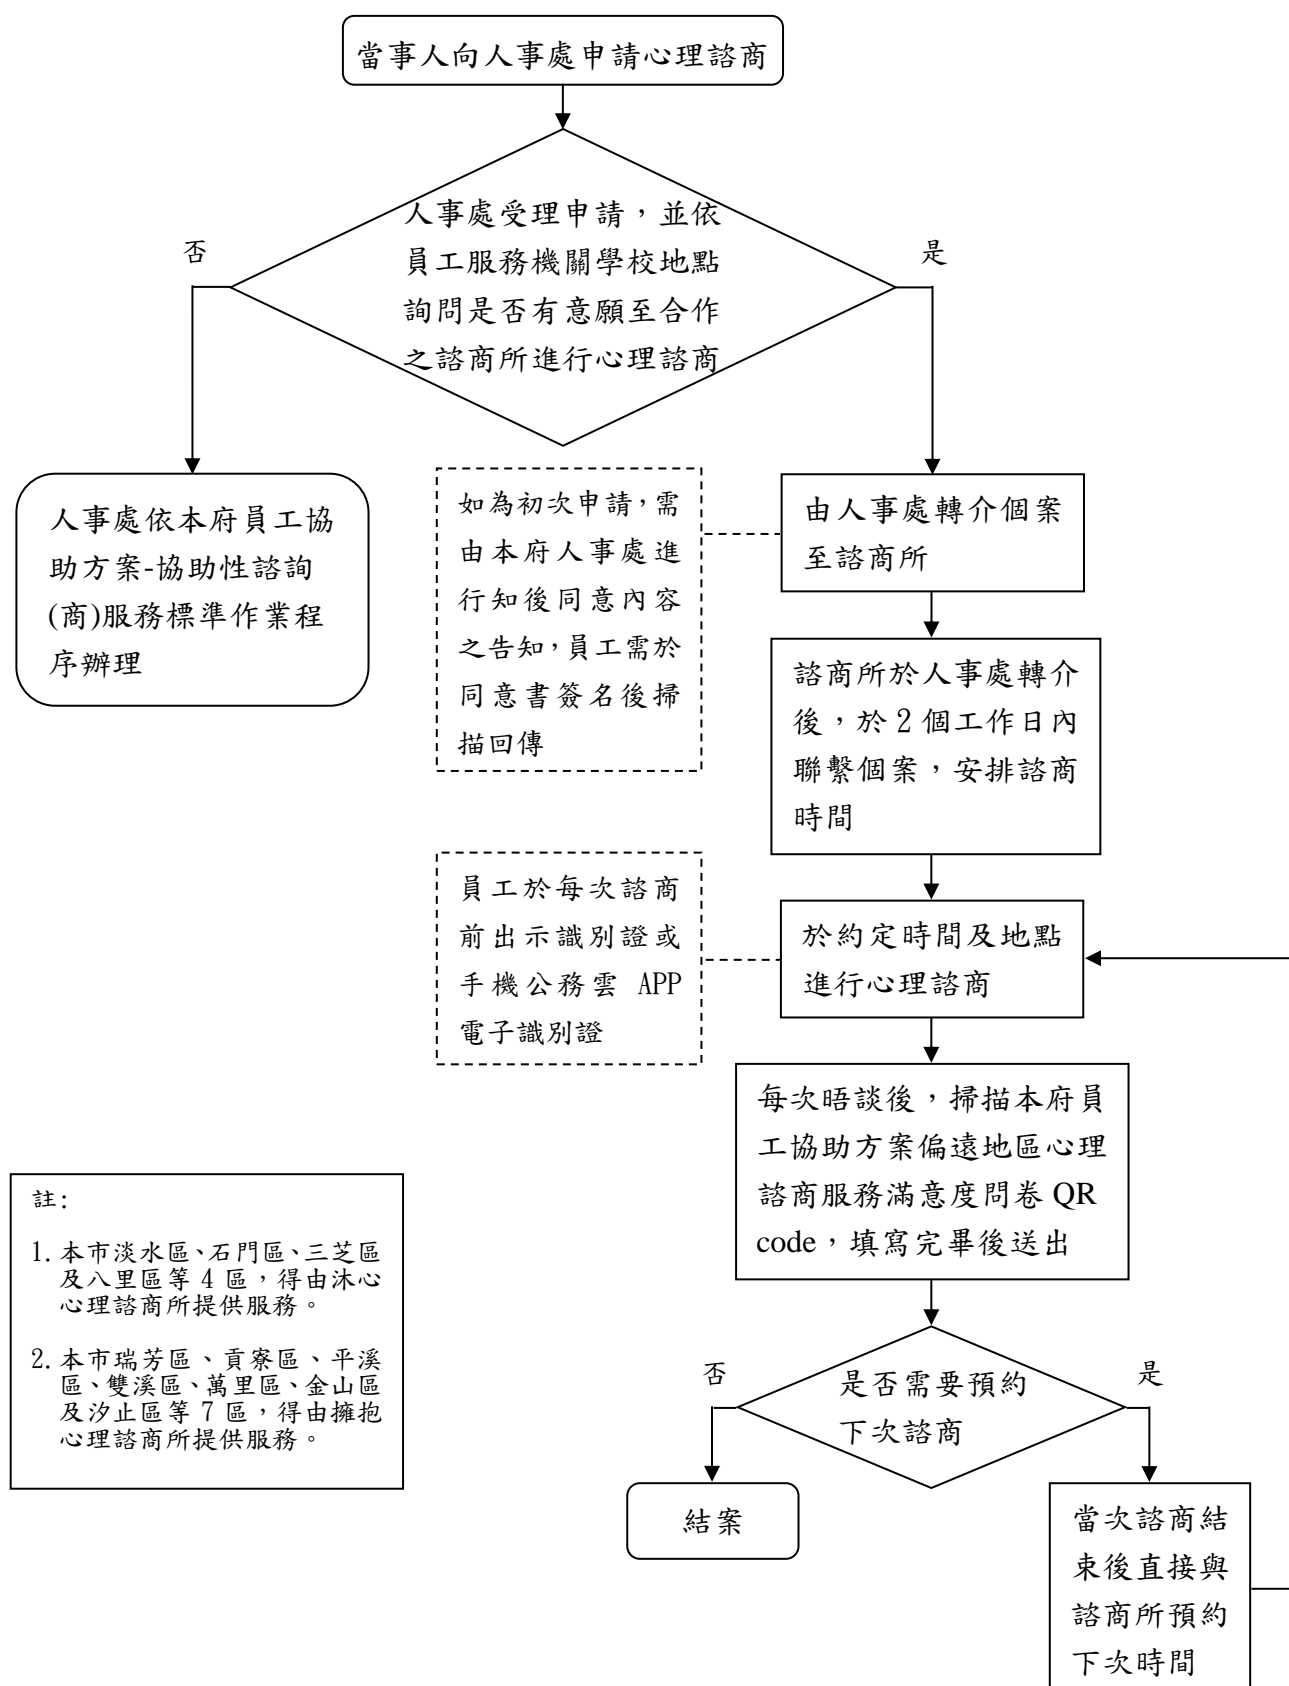 當事人向人事處申請心理諮商
人事處受理申請，並依
員工服務機關學校地點
詢問是否有意願至合作
之諮商所進行心理諮商
否
是
人事處依本府員工協
助方案-協助性諮詢
(商)服務標準作業程
序辦理
如為初次申請，需
由本府人事處進
行知後同意內容
之告知，員工需於
同意書簽名後掃
描回傳
由人事處轉介個案
至諮商所
諮商所於人事處轉介
後，於 2 個工作日內
聯繫個案，安排諮商
時間
員工於每次諮商
前出示識別證或
手機公務雲 APP
電子識別證
於約定時間及地點
進行心理諮商
每次晤談後，掃描本府員
工協助方案偏遠地區心理
諮商服務滿意度問卷 QR
code，填寫完畢後送出
註：
1. 本市淡水區、石門區、三芝區
及八里區等 4 區，得由沐心
心理諮商所提供服務。
2. 本市瑞芳區、貢寮區、平溪
區、雙溪區、萬里區、金山區
及汐止區等 7 區，得由擁抱
心理諮商所提供服務。
否
是否需要預約
下次諮商
是
結案
當次諮商結
束後直接與
諮商所預約
下次時間